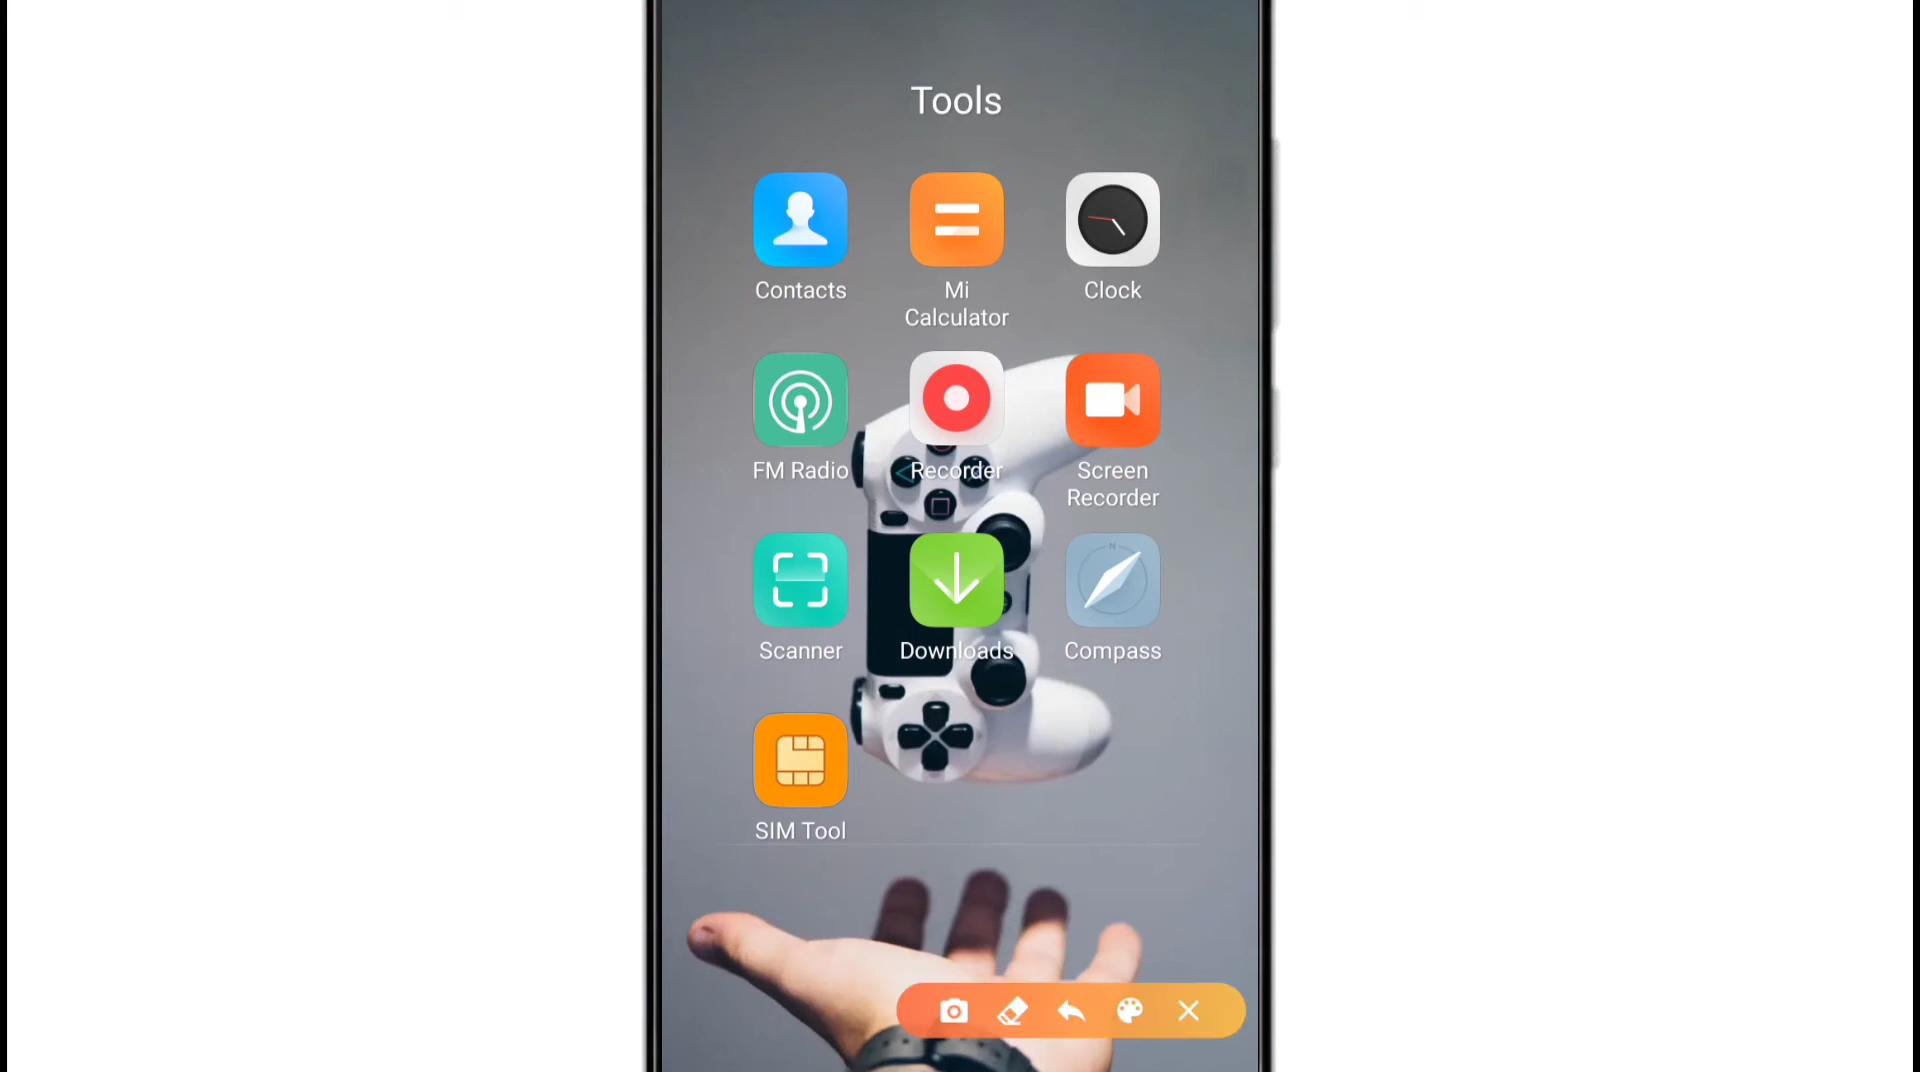 Tools
Contacts
Mi
Calculator
Clock
FM Radio
Recorder
Screen
Recorder
N
Scanner
Downloads
Compass
SIM Tool